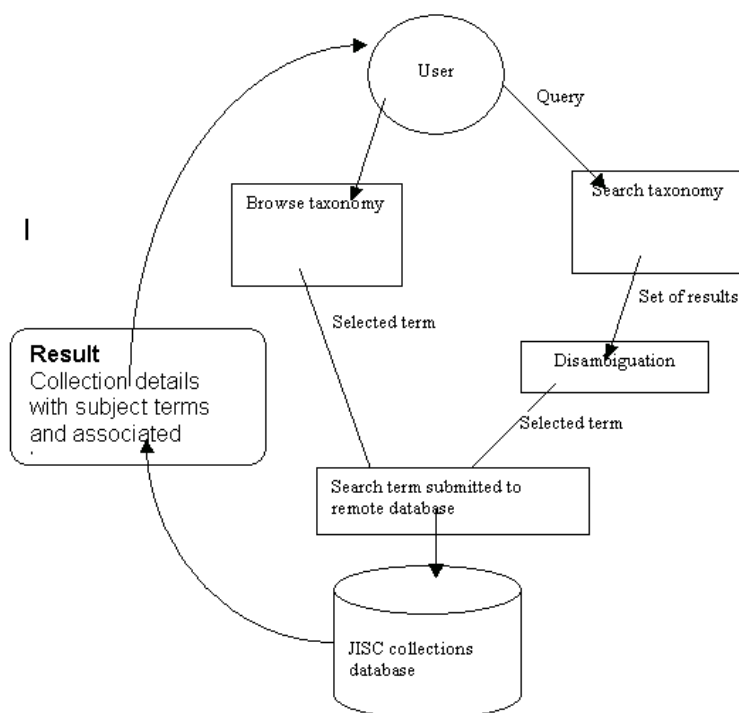 User
Query
Browse taxonomy
Search taxonomy
Selected term
Set of results
Disambiguation
Selected term
Search term submitted to
remote database
JISC collections
database
Result
Collection details
with subject terms
and associated
.